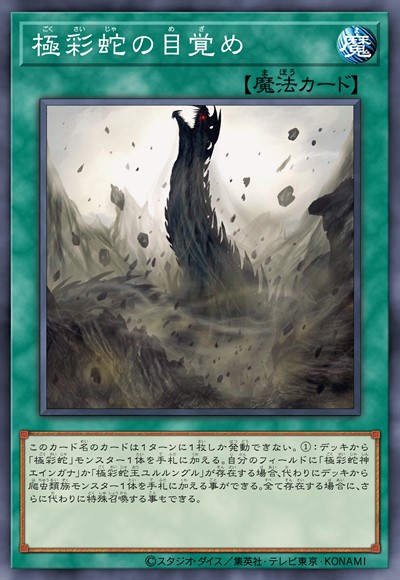 極彩蛇の目覚め
魔
【魔法カード】
このカード名のカードは1ターンに1枚しか発動できない。①:デッキから
「極彩蛇」モンスター1体を手札に加える。自分のフィールドに「極彩蛇神
エインガナ」か「極彩蛇王ユルルングル」が存在する場合、代わりにデッキから
爬虫類族モンスター1体を手札に加える事ができる。全て存在する場合に、さ
らに代わりに特殊召喚する事もできる。
©スタジオ・ダイス/集英社・テレビ東京・KONAMI